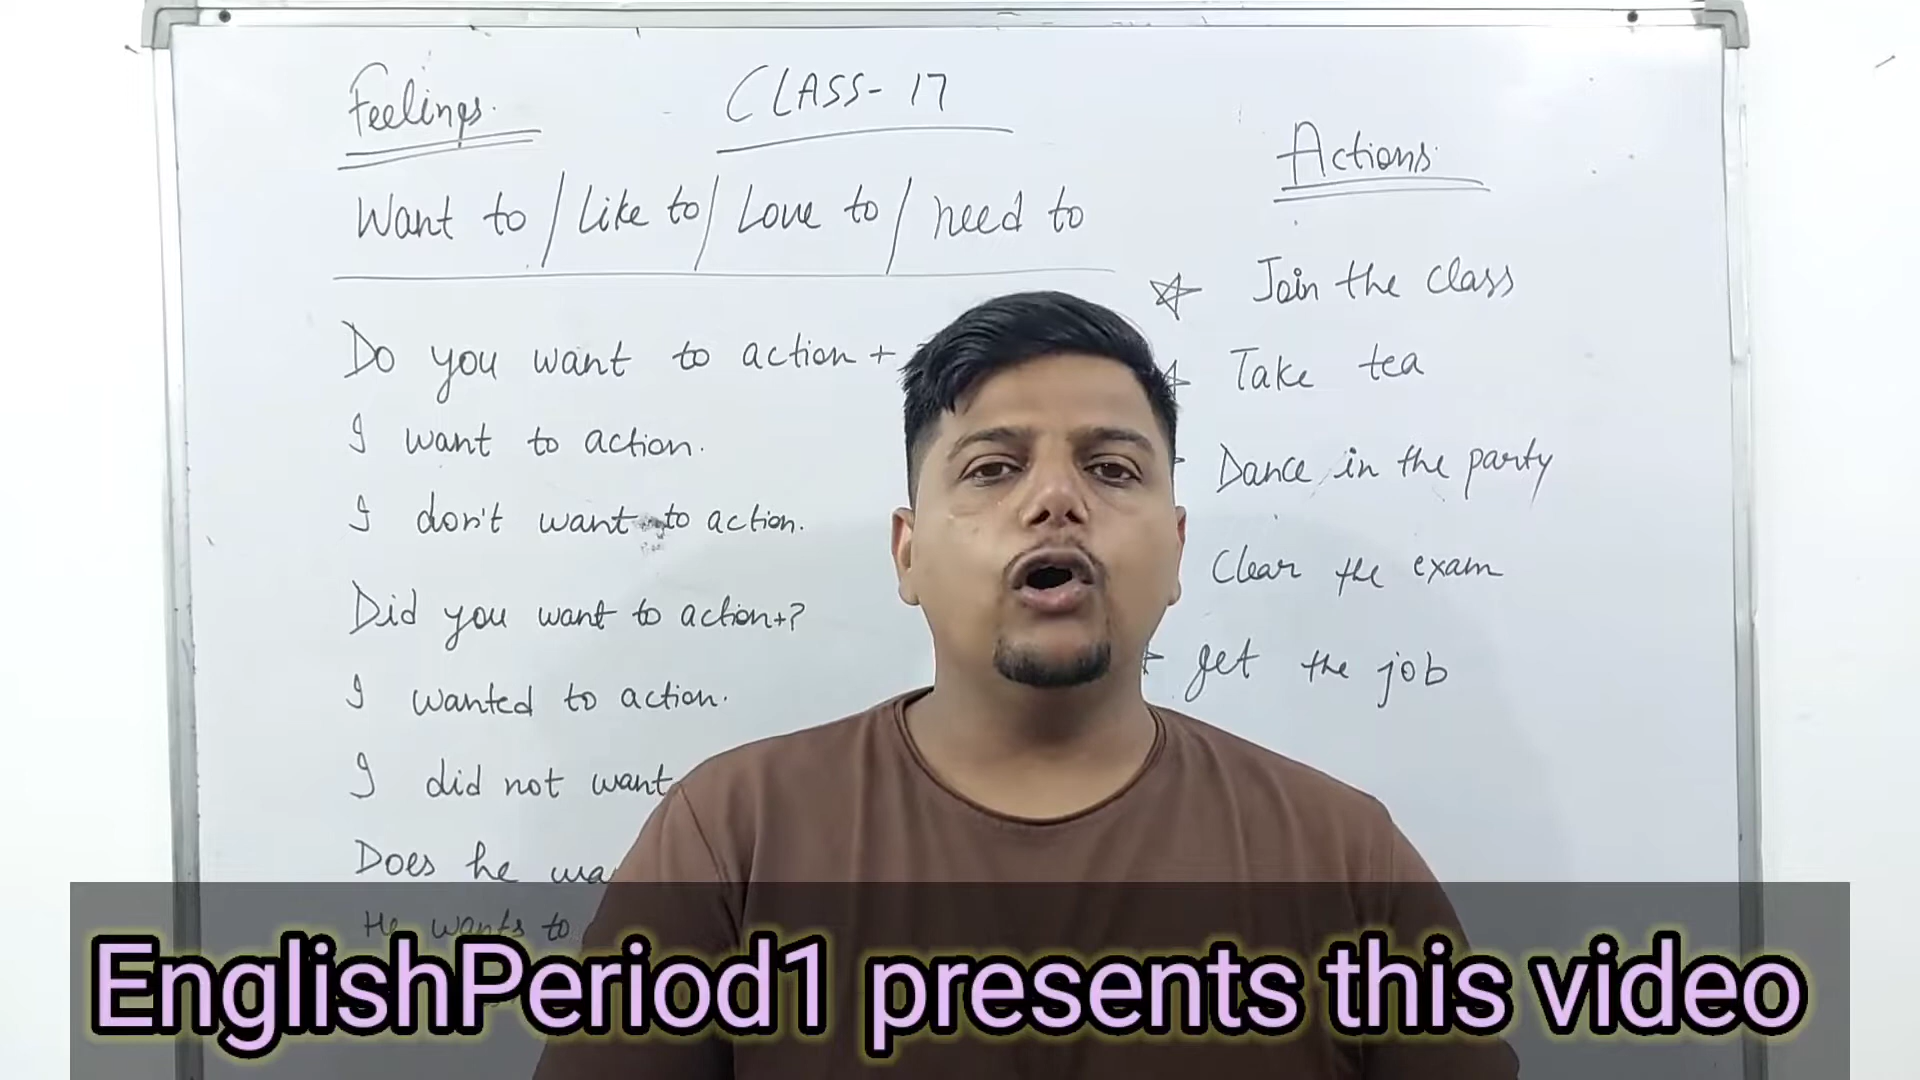 Feelings.
CLASS-17
Want to / Like to / Love to / need to
Do you want to action +
I want to action.
I don't want to action.
Did you want to action+?
I wanted to action.
I did not want
Does he wa
He wants to
Actions.
Join the class
Take tea
Dance in the party
Clear the exam
get the job
EnglishPeriod1 presents this video